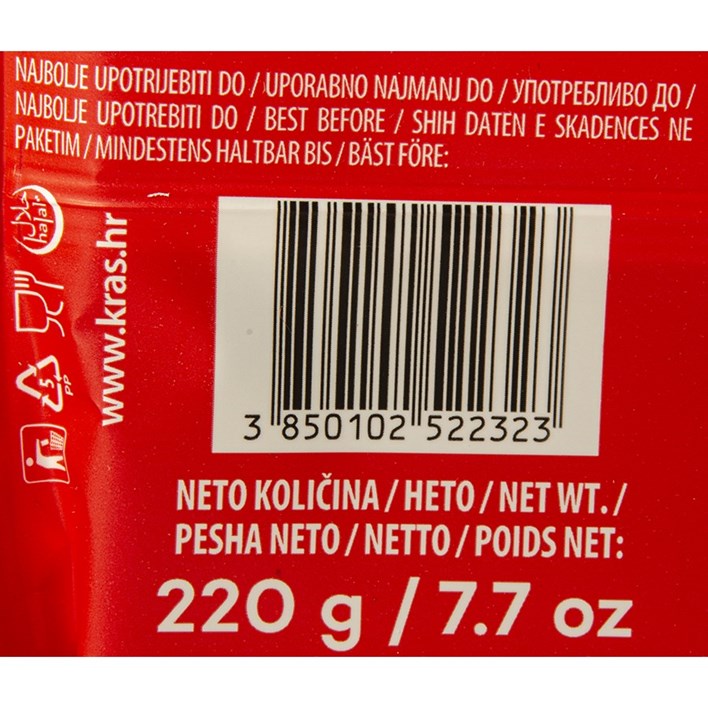 NAJBOLJE UPOTRIJEBITI DO / UPORABNO NAJMANJ DO / УПОТРЕБЉИВО ДО /
NAJBOLJE UPOTREBITI DO / BEST BEFORE / SHIH DATEN E SKADENCES NE
PAKETIM / MINDESTENS HALTBAR BIS / BÄST FÖRE:
حلال
halal
www.kras.hr
5
PP
3 850102 522323
NETO KOLIČINA / НЕТО / NET WT. /
PESHA NETO / NETTO / POIDS NET:
220 g / 7.7 oz